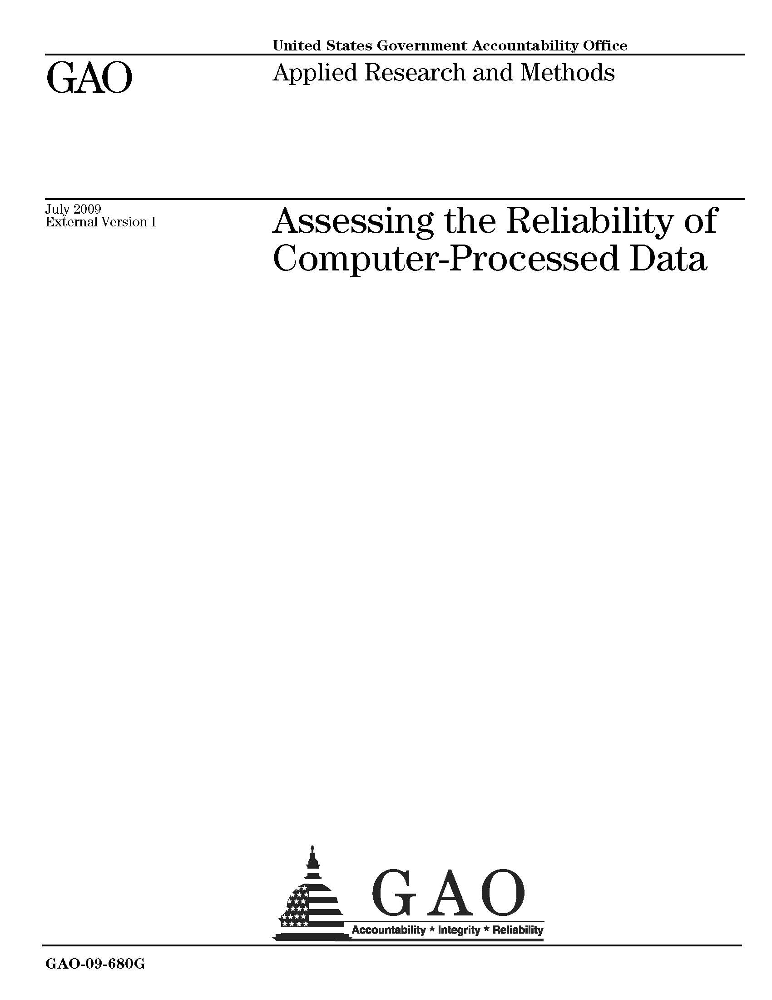 United States Government Accountability Office
GAO
Applied Research and Methods
July 2009
External Version I
Assessing the Reliability of
Computer-Processed Data
GAO
Accountability ★ Integrity ★ Reliability
GAO-09-680G